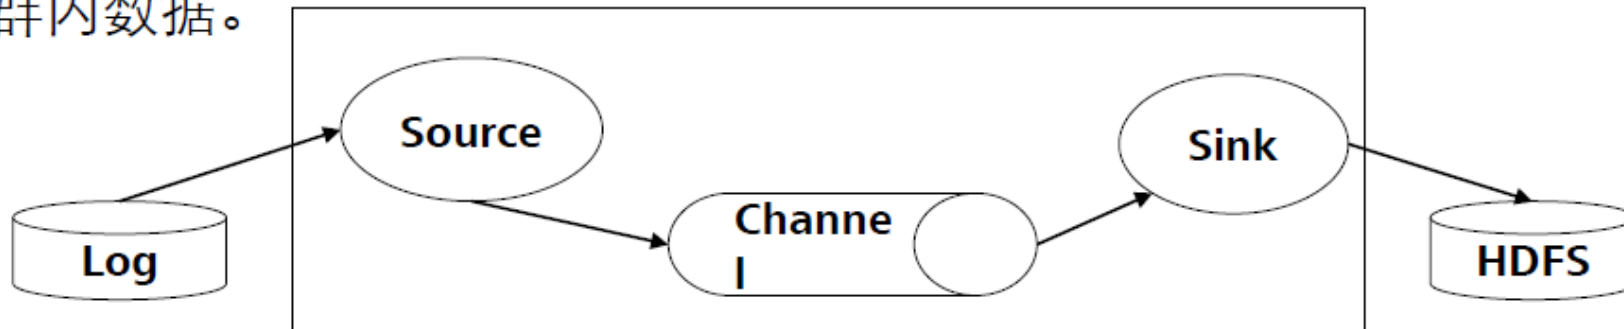 群内数据。
Source
Sink
Channe
l
Log
HDFS